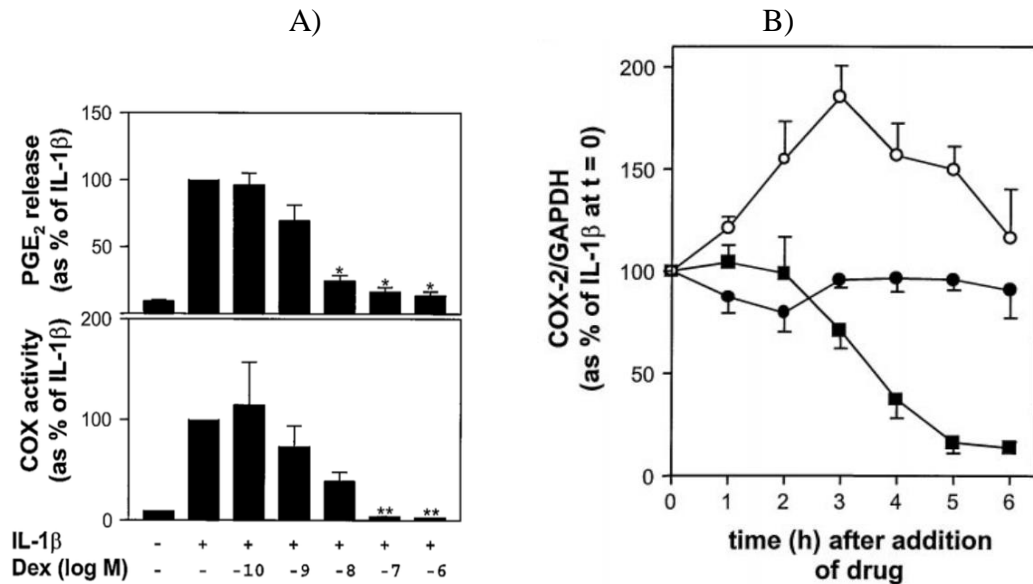 A)
B)
PGE2 release
(as % of IL-1β)
150
100
50
* * *
COX activity
(as % of IL-1β)
200
100
0
** **
IL-1β - + + + + + +
Dex (log M) - - -10 -9 -8 -7 -6
COX-2/GAPDH
(as % of IL-1β at t = 0)
200
150
100
50
0
0 1 2 3 4 5 6
time (h) after addition
of drug